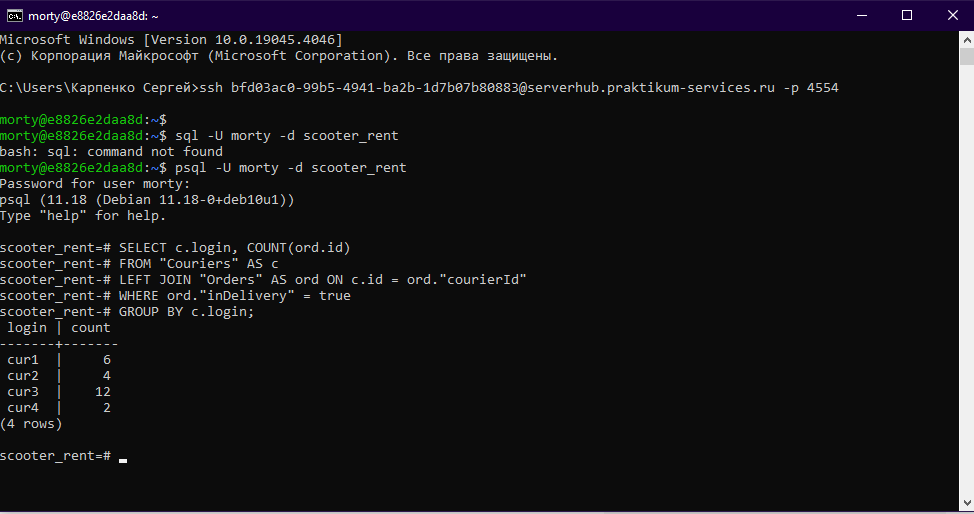 morty@e8826e2daa8d: ~
Microsoft Windows [Version 10.0.19045.4046]
(c) Корпорация Майкрософт (Microsoft Corporation). Все права защищены.
C:\Users\Карпенко Сергей>ssh bfd03ac0-99b5-4941-ba2b-1d7b07b80883@serverhub.praktikum-services.ru -p 4554
morty@e8826e2daa8d:~$
morty@e8826e2daa8d:~$ sql -U morty -d scooter_rent
bash: sql: command not found
morty@e8826e2daa8d:~$ psql -U morty -d scooter_rent
Password for user morty:
psql (11.18 (Debian 11.18-0+deb10u1))
Type "help" for help.
scooter_rent=# SELECT c.login, COUNT(ord.id)
scooter_rent-# FROM "Couriers" AS c
scooter_rent-# LEFT JOIN "Orders" AS ord ON c.id = ord."courierId"
scooter_rent-# WHERE ord."inDelivery" = true
scooter_rent-# GROUP BY c.login;
 login | count
-------+-------
 cur1  |     6
 cur2  |     4
 cur3  |    12
 cur4  |     2
(4 rows)
scooter_rent=#